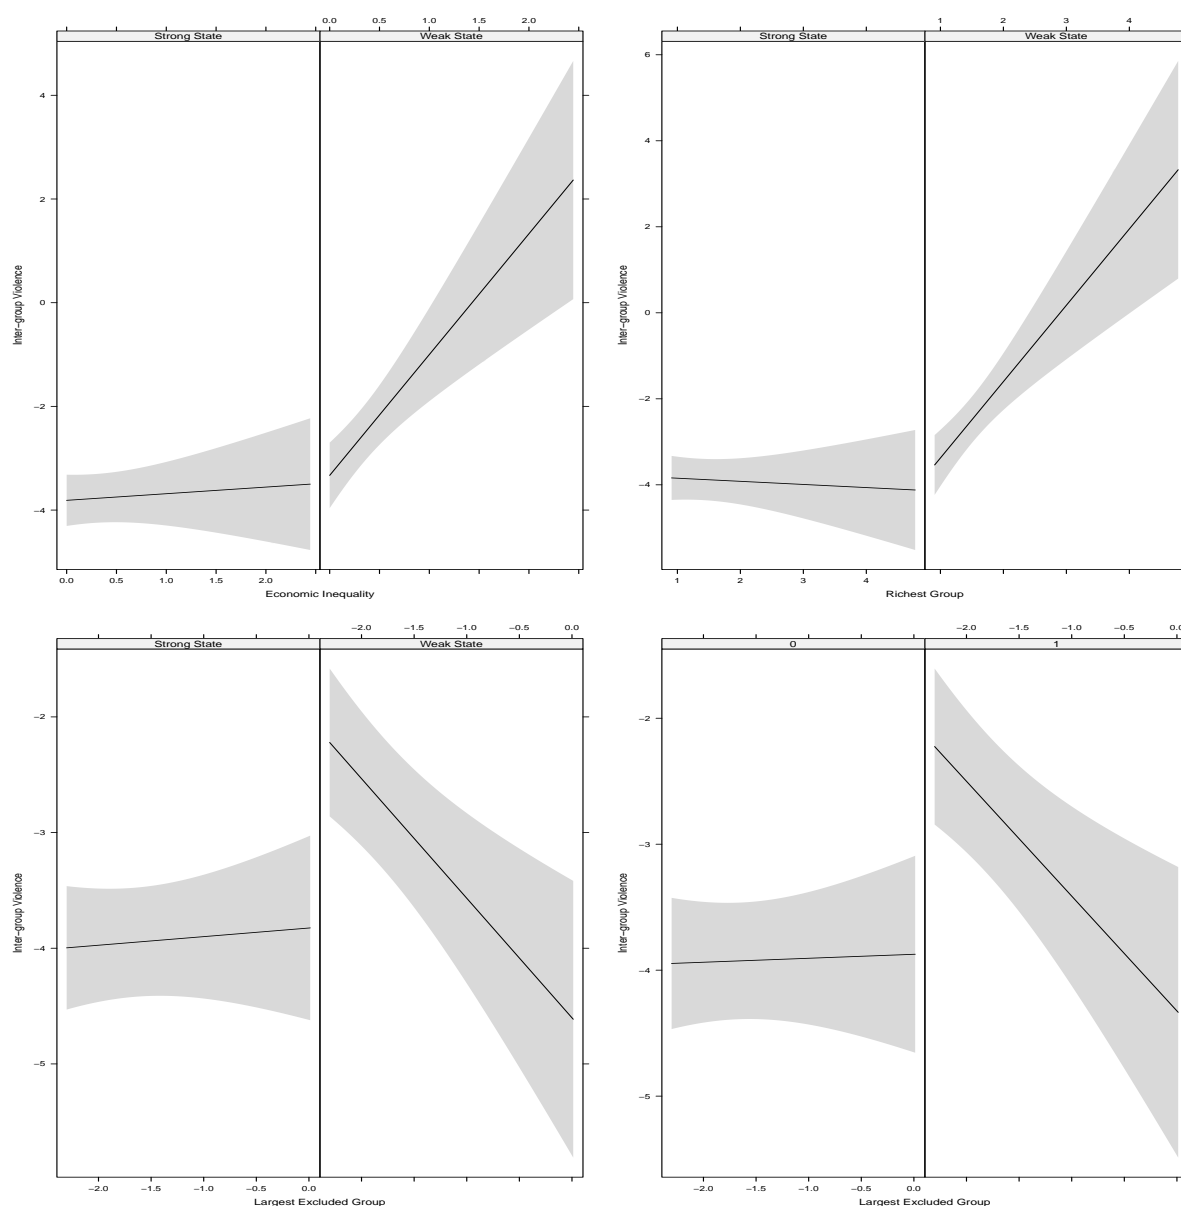 0.0 0.5 1.0 1.5 2.0
Strong State Weak State
4
2
0
−2
−4
Inter−group Violence
0.0 0.5 1.0 1.5 2.0
Economic Inequality
1 2 3 4
Strong State Weak State
6
4
2
0
−2
−4
Inter−group Violence
1 2 3 4
Richest Group
−2.0 −1.5 −1.0 −0.5 0.0
Strong State Weak State
−2
−3
−4
−5
Inter−group Violence
−2.0 −1.5 −1.0 −0.5 0.0
Largest Excluded Group
−2.0 −1.5 −1.0 −0.5 0.0
0 1
−2
−3
−4
−5
Inter−group Violence
−2.0 −1.5 −1.0 −0.5 0.0
Largest Excluded Group